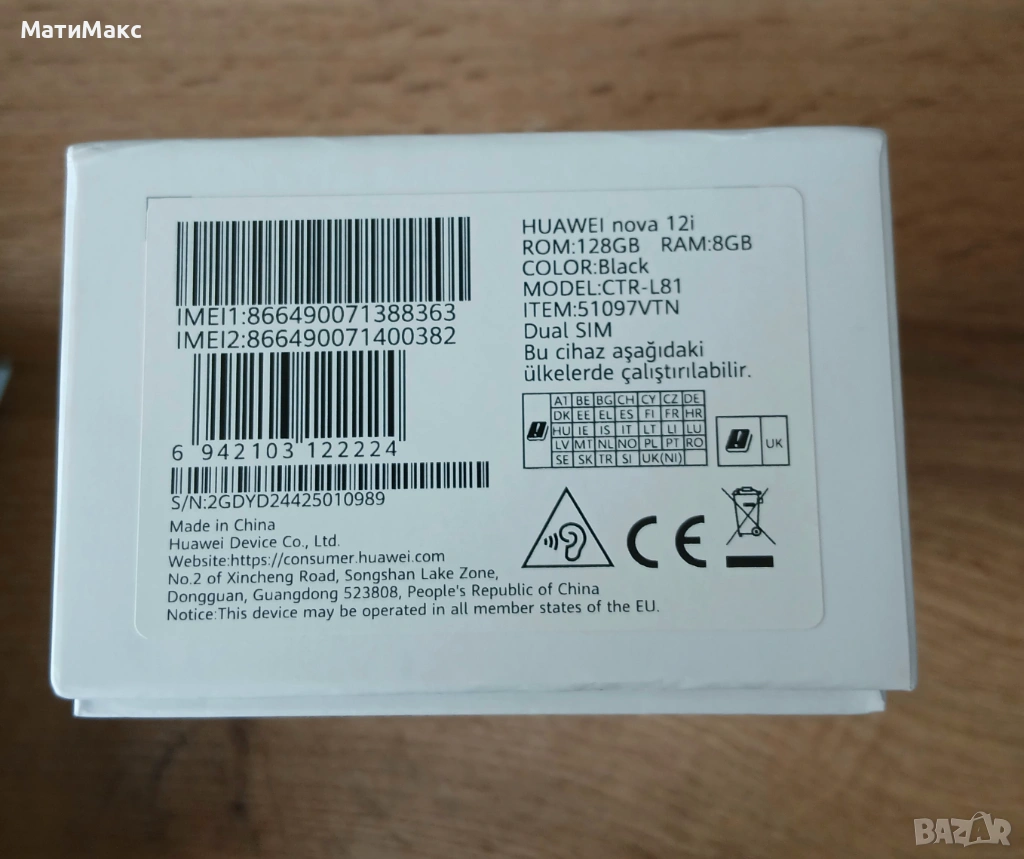 МатиМакс
IMEI1:866490071388363
IMEI2:866490071400382
6 942103 122224
S/N:2GDYD24425010989
Made in China
Huawei Device Co., Ltd.
Website:https://consumer.huawei.com
No.2 of Xincheng Road, Songshan Lake Zone,
Dongguan, Guangdong 523808, People's Republic of China
Notice:This device may be operated in all member states of the EU.
HUAWEI nova 12i
ROM:128GB RAM:8GB
COLOR:Black
MODEL:CTR-L81
ITEM:51097VTN
Dual SIM
Bu cihaz aşağıdaki
ülkelerde çalıştırılabilir.
AT BE BG CH CY CZ DE
DK EE EL ES FI FR HR
HU IE IS IT LT LI LU
LV MT NL NO PL PT RO
SE SK TR SI UK(NI)
UK
CE
BAZAR